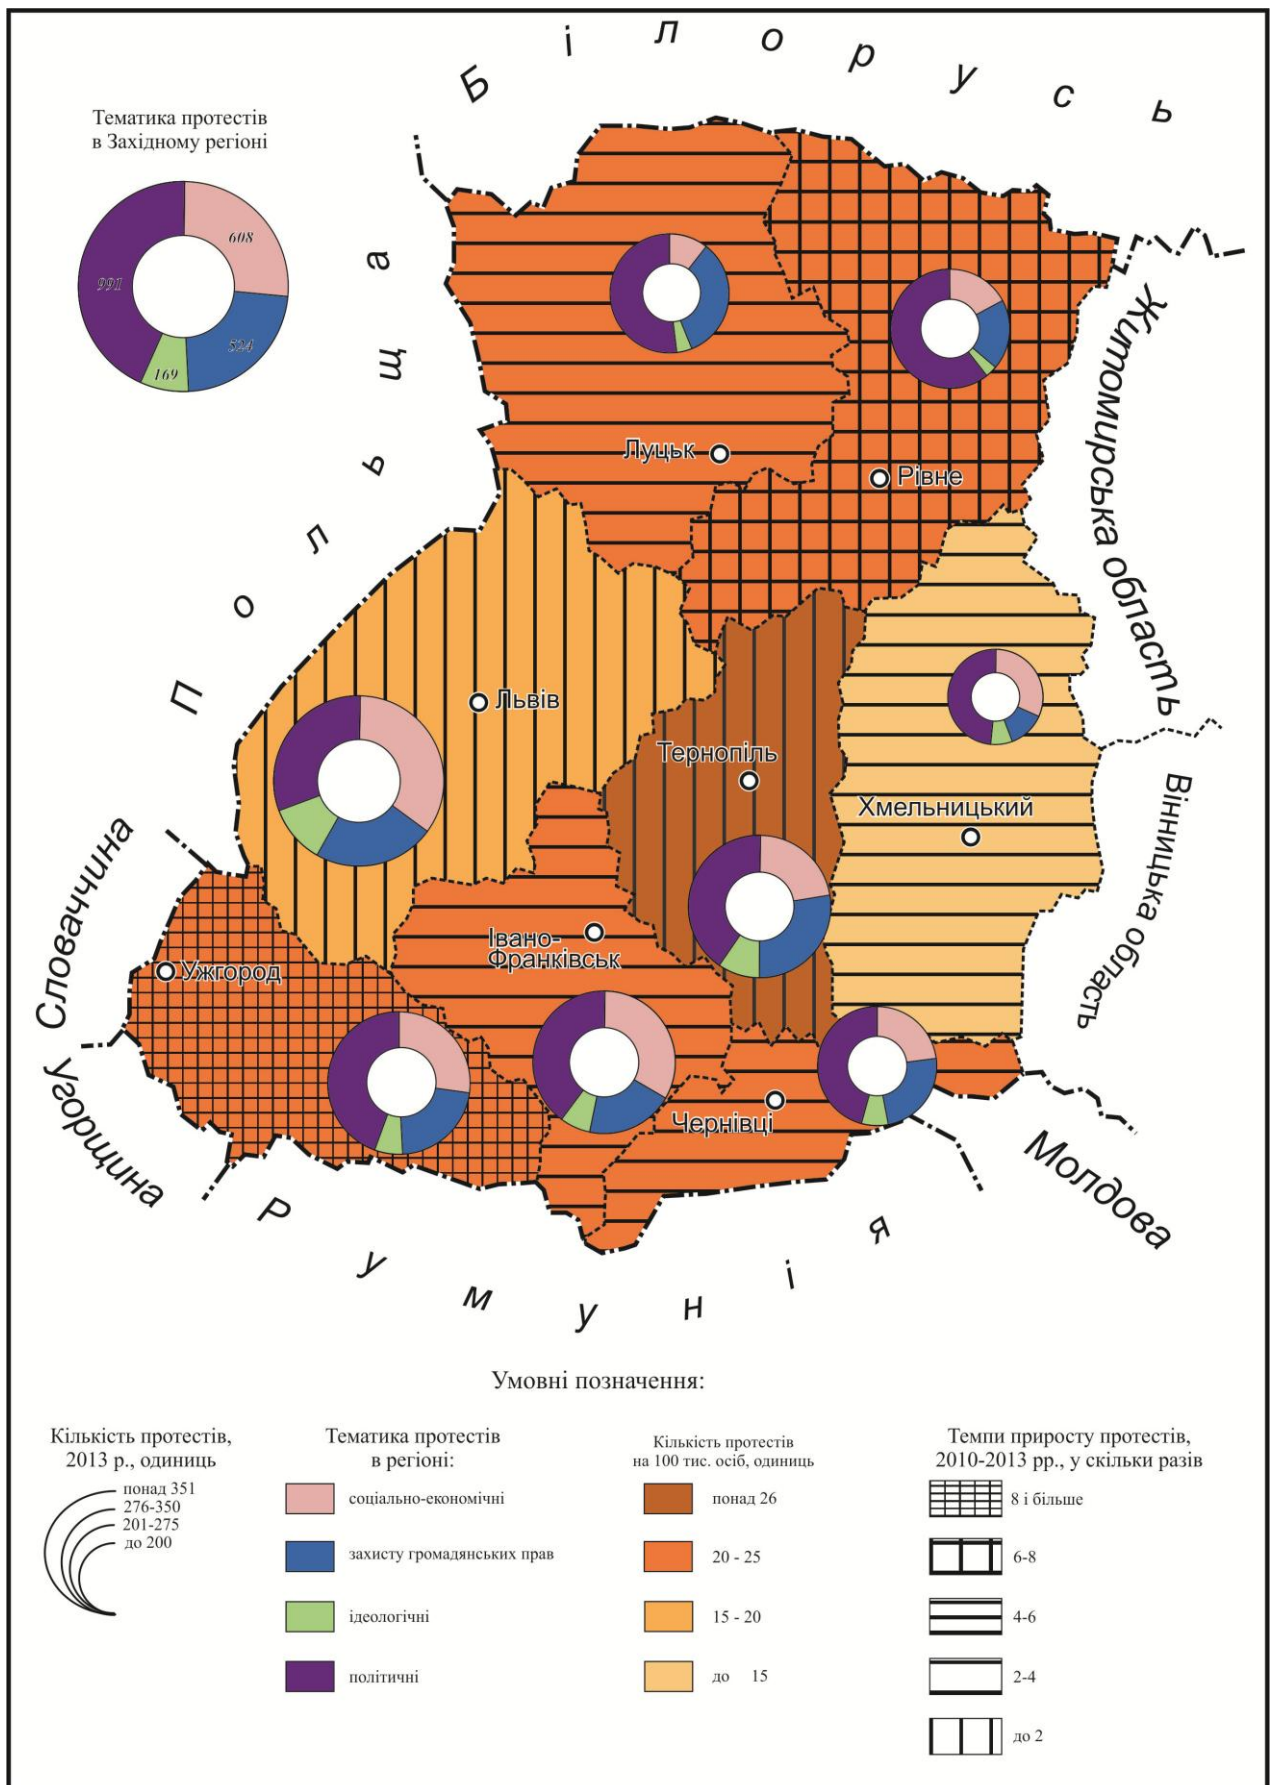 Білорусь
Тематика протестів
в Західному регіоні
608
991
524
169
Польща
Житомирська область
Луцьк
Рівне
Львів
Тернопіль
Хмельницький
Вінницька область
Словаччина
Івано-
Франківськ
Ужгород
Угорщина
Чернівці
Молдова
Румунія
Умовні позначення:
Кількість протестів,
2013 р., одиниць
понад 351
276-350
201-275
до 200
Тематика протестів
в регіоні:
соціально-економічні
захисту громадянських прав
ідеологічні
політичні
Кількість протестів
на 100 тис. осіб, одиниць
понад 26
20 - 25
15 - 20
до 15
Темпи приросту протестів,
2010-2013 рр., у скільки разів
8 і більше
6-8
4-6
2-4
до 2